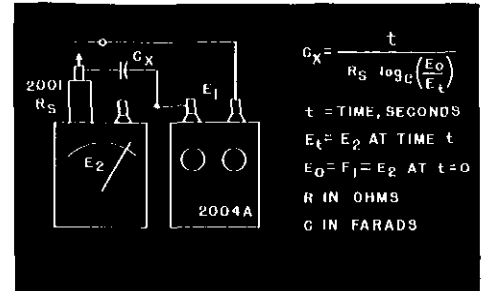 Cx
2001
RS
E1
E2
2004A
Cx = t / RS loge(Eo/Et)
t = TIME, SECONDS
Et = E2 AT TIME t
Eo = F1 = E2 AT t=0
R IN OHMS
C IN FARADS